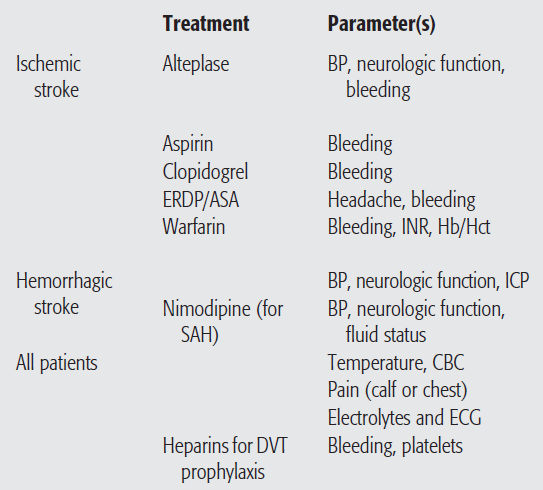 Treatment Parameter(s)
Ischemic Alteplase BP, neurologic function,
stroke bleeding
Aspirin Bleeding
Clopidogrel Bleeding
ERDP/ASA Headache, bleeding
Warfarin Bleeding, INR, Hb/Hct
Hemorrhagic BP, neurologic function, ICP
stroke Nimodipine (for BP, neurologic function,
SAH) fluid status
All patients Temperature, CBC
Pain (calf or chest)
Electrolytes and ECG
Heparins for DVT Bleeding, platelets
prophylaxis